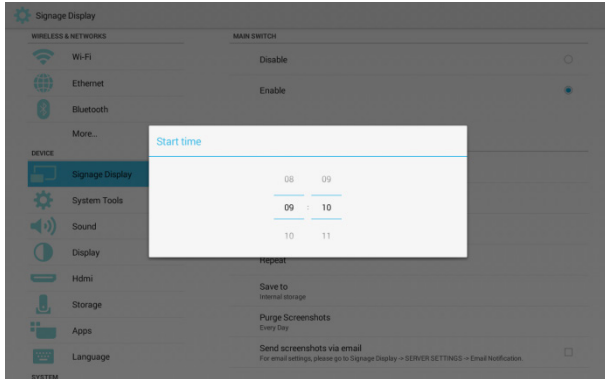 Signage Display
WIRELESS & NETWORKS
Wi-Fi
Ethernet
Bluetooth
More...
DEVICE
Signage Display
System Tools
Sound
Display
Hdmi
Storage
Apps
Language
SYSTEM
MAIN SWITCH
Disable
Enable
Start time
08 09
09 : 10
10 11
Repeat
Save to
Internal storage
Purge Screenshots
Every Day
Send screenshots via email
For email settings, please go to Signage Display -> SERVER SETTINGS -> Email Notification.